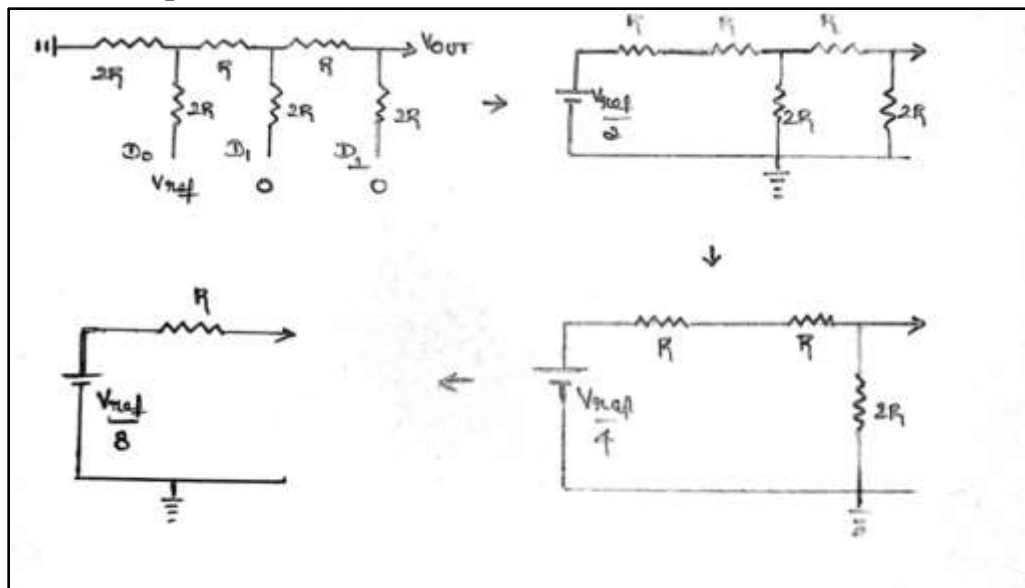 2R R R VOUT
2R 2R 2R
D0 D1 D2
Vref 0 0
→
R R R
Vref/2
2R 2R
↓
R R
Vref/4
2R
←
R
Vref/8